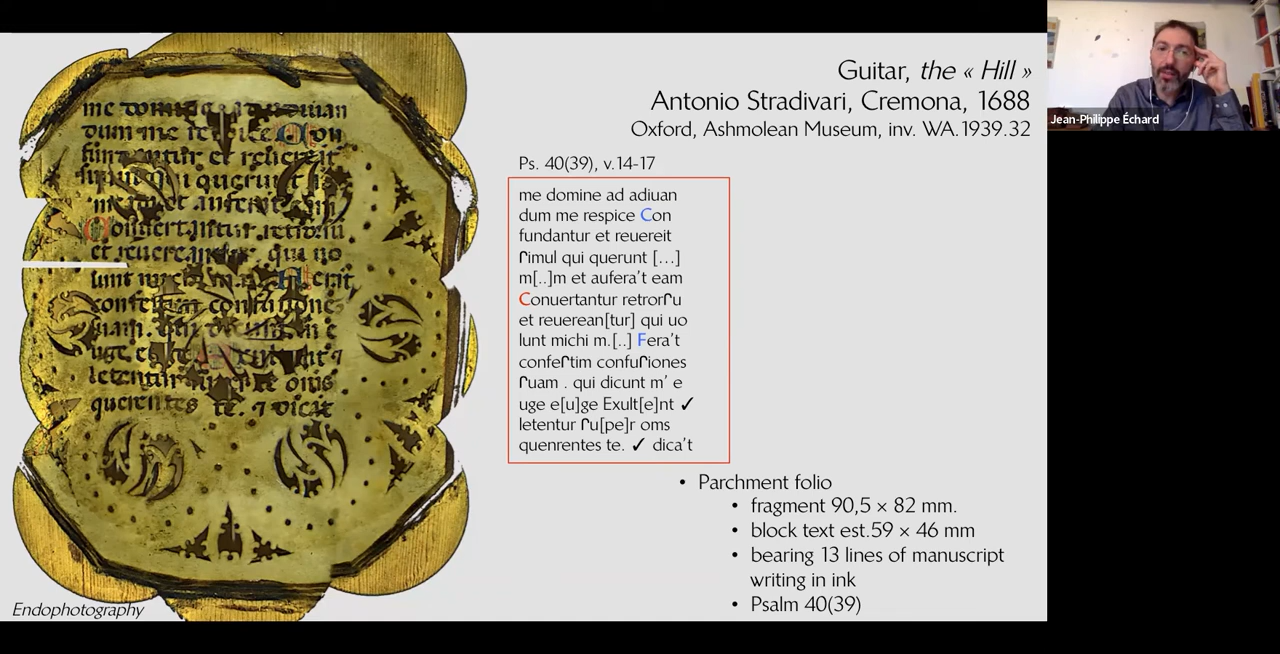 Guitar, the « Hill »
Antonio Stradivari, Cremona, 1688
Oxford, Ashmolean Museum, inv. WA.1939.32
Jean-Philippe Échard
Ps. 40(39), v.14-17
me domine ad adiuan
dum me respice Con
fundantur et reuereit
ſimul qui querunt [...]
m[..]m et aufera't eam
Conuertantur retrorſu
et reuerean[tur] qui uo
lunt michi m.[..] Fera't
confeſtim confuſiones
ſuam . qui dicunt m' e
uge e[u]ge Exult[e]nt ✓
letentur ſu[pe]r oms
quenrentes te. ✓ dica't
• Parchment folio
• fragment 90,5 × 82 mm.
• block text est.59 × 46 mm
• bearing 13 lines of manuscript
writing in ink
• Psalm 40(39)
Endophotography